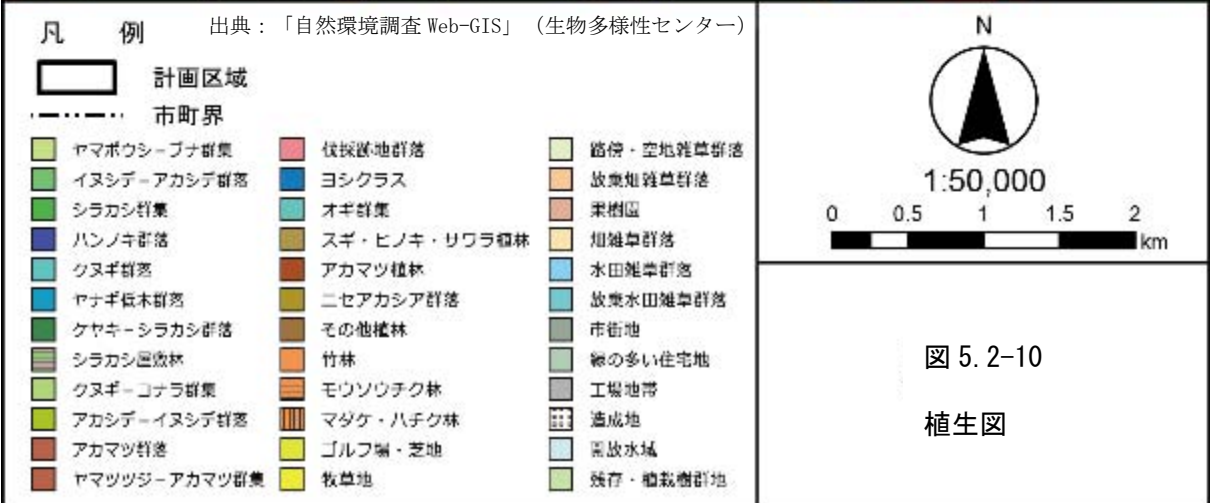 凡 例
出典：「自然環境調査 Web-GIS」（生物多様性センター）
計画区域
市町界
ヤマボウシ－ブナ群集
イヌシデ－アカシデ群落
シラカシ群集
ハンノキ群落
クヌギ群落
ヤナギ低木群落
ケヤキ－シラカシ群落
シラカシ屋敷林
クヌギ－コナラ群集
アカシデ－イヌシデ群落
アカマツ群落
ヤマツツジ－アカマツ群集
伐採跡地群落
ヨシクラス
オギ群集
スギ・ヒノキ・サワラ植林
アカマツ植林
ニセアカシア群落
その他植林
竹林
モウソウチク林
マダケ・ハチク林
ゴルフ場・芝地
牧草地
路傍・空地雑草群落
放棄畑雑草群落
果樹園
畑雑草群落
水田雑草群落
放棄水田雑草群落
市街地
緑の多い住宅地
工場地帯
造成地
開放水域
残存・植栽樹群地
N
1:50,000
0 0.5 1 1.5 2
km
図 5.2-10
植生図